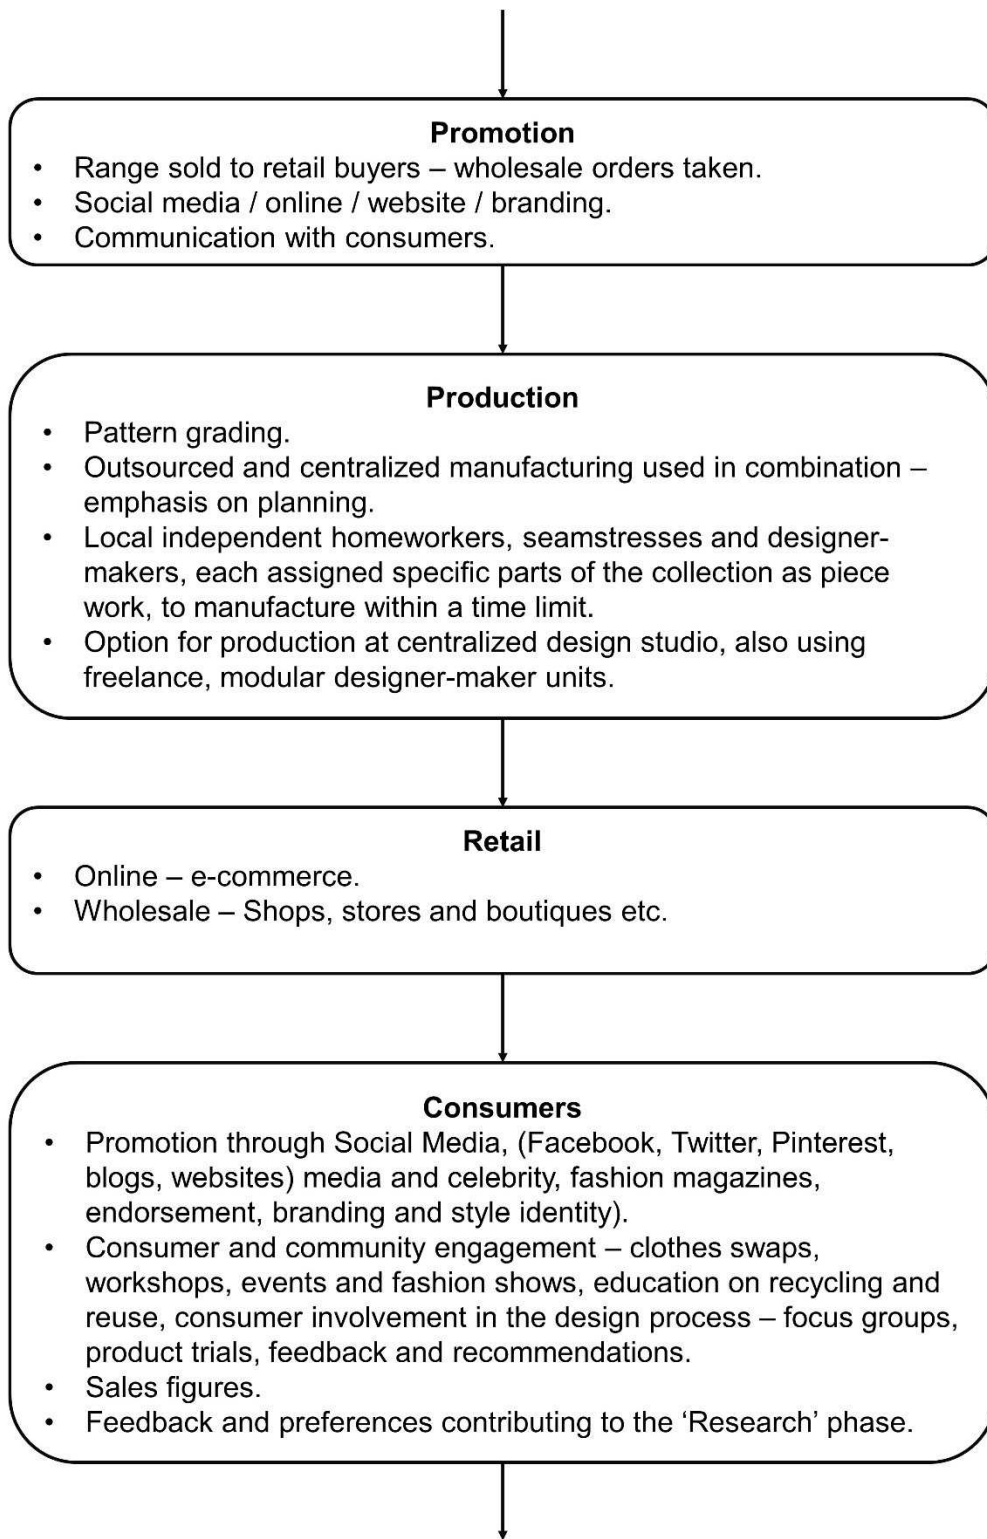 Promotion
• Range sold to retail buyers – wholesale orders taken.
• Social media / online / website / branding.
• Communication with consumers.
Production
• Pattern grading.
• Outsourced and centralized manufacturing used in combination –
emphasis on planning.
• Local independent homeworkers, seamstresses and designer-
makers, each assigned specific parts of the collection as piece
work, to manufacture within a time limit.
• Option for production at centralized design studio, also using
freelance, modular designer-maker units.
Retail
• Online – e-commerce.
• Wholesale – Shops, stores and boutiques etc.
Consumers
• Promotion through Social Media, (Facebook, Twitter, Pinterest,
blogs, websites) media and celebrity, fashion magazines,
endorsement, branding and style identity).
• Consumer and community engagement – clothes swaps,
workshops, events and fashion shows, education on recycling and
reuse, consumer involvement in the design process – focus groups,
product trials, feedback and recommendations.
• Sales figures.
• Feedback and preferences contributing to the ‘Research’ phase.